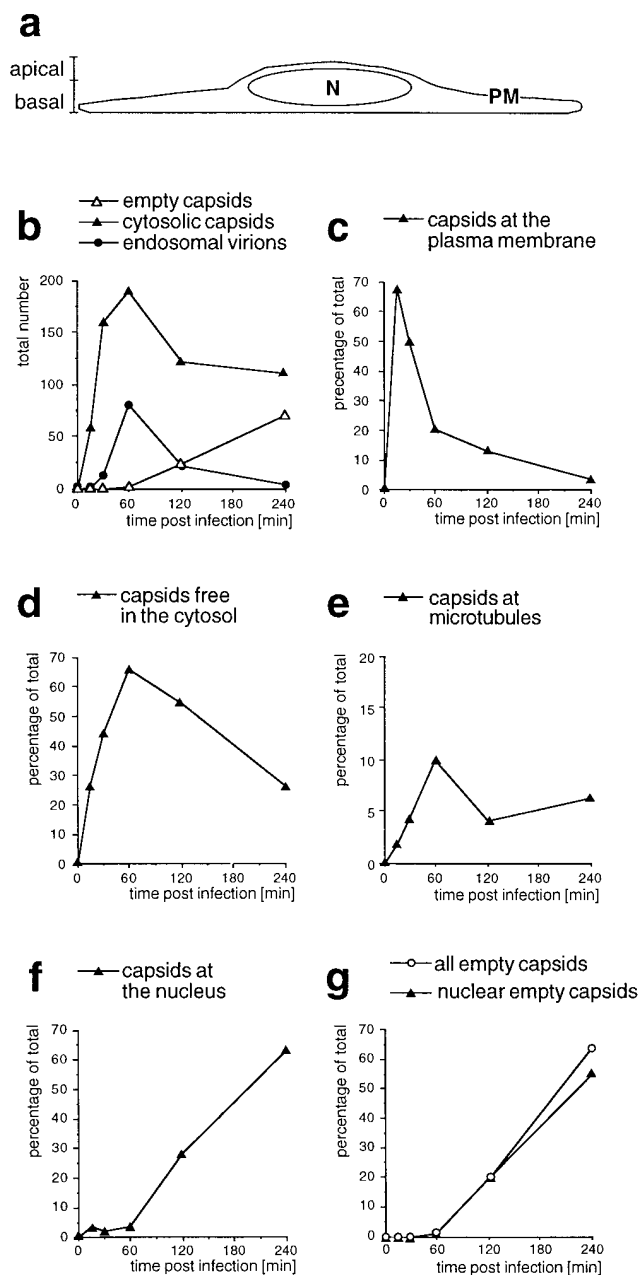 a
apical
basal
N
PM
b
empty capsids
cytosolic capsids
endosomal virions
total number
200
150
100
50
0
0 60 120 180 240
time post infection [min]
c
capsids at the
plasma membrane
precentage of total
70
60
50
40
30
20
10
0
0 60 120 180 240
time post infection [min]
d
capsids free
in the cytosol
percentage of total
70
60
50
40
30
20
10
0
0 60 120 180 240
time post infection [min]
e
capsids at
microtubules
percentage of total
20
15
10
5
0
0 60 120 180 240
time post infection [min]
f
capsids at
the nucleus
percentage of total
70
60
50
40
30
20
10
0
0 60 120 180 240
time post infection [min]
g
all empty capsids
nuclear empty capsids
percentage of total
70
60
50
40
30
20
10
0
0 60 120 180 240
time post infection [min]